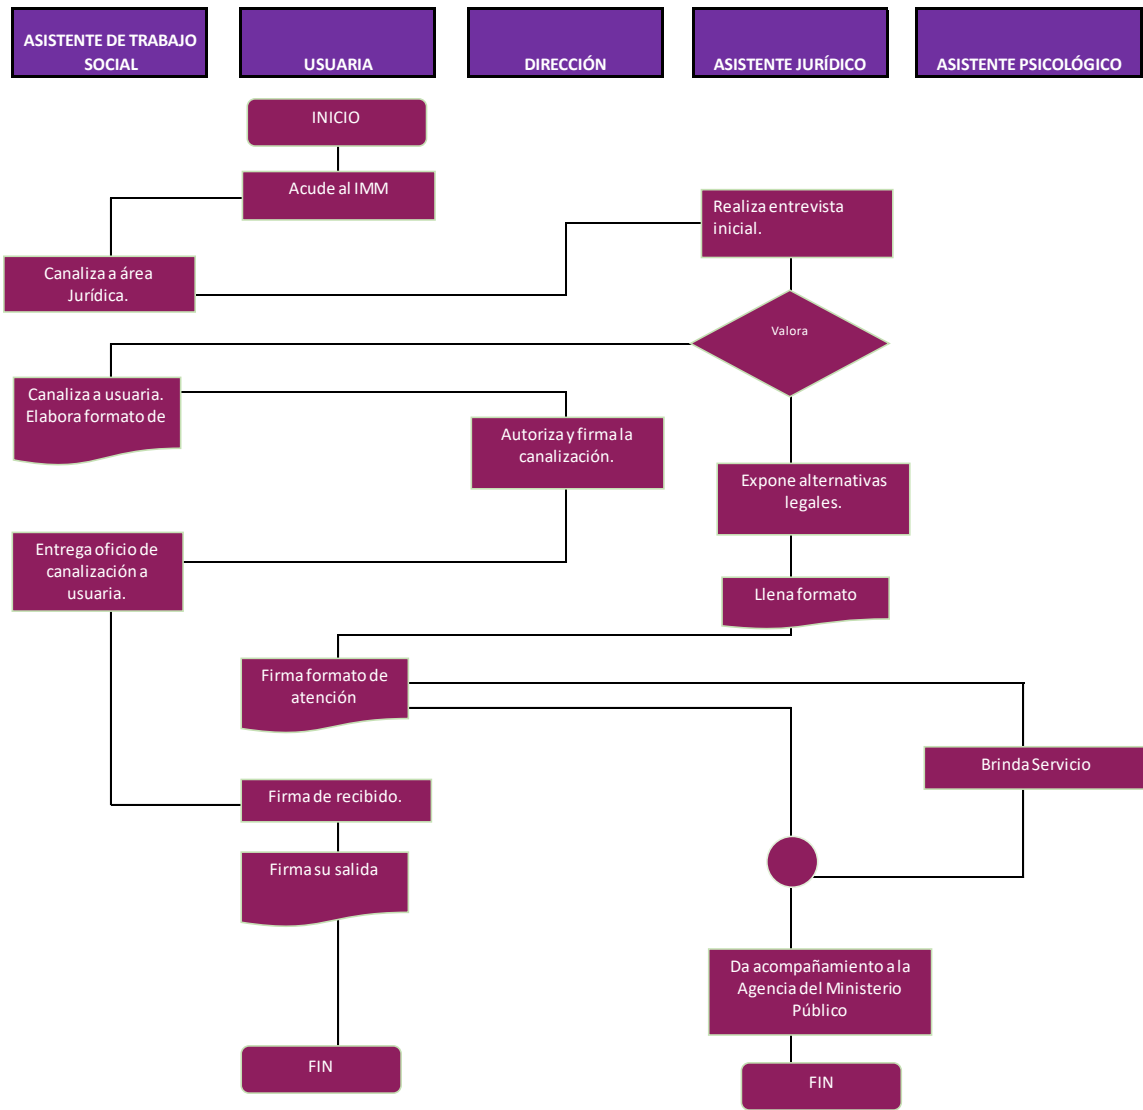 ASISTENTE DE TRABAJO
SOCIAL
USUARIA
DIRECCIÓN
ASISTENTE JURÍDICO
ASISTENTE PSICOLÓGICO
INICIO
Acude al IMM
Realiza entrevista
inicial.
Canaliza a área
Jurídica.
Valora
Canaliza a usuaria.
Elabora formato de
Autoriza y firma la
canalización.
Expone alternativas
legales.
Entrega oficio de
canalización a
usuaria.
Llena formato
Firma formato de
atención
Brinda Servicio
Firma de recibido.
Firma su salida
Da acompañamiento a la
Agencia del Ministerio
Público
FIN
FIN